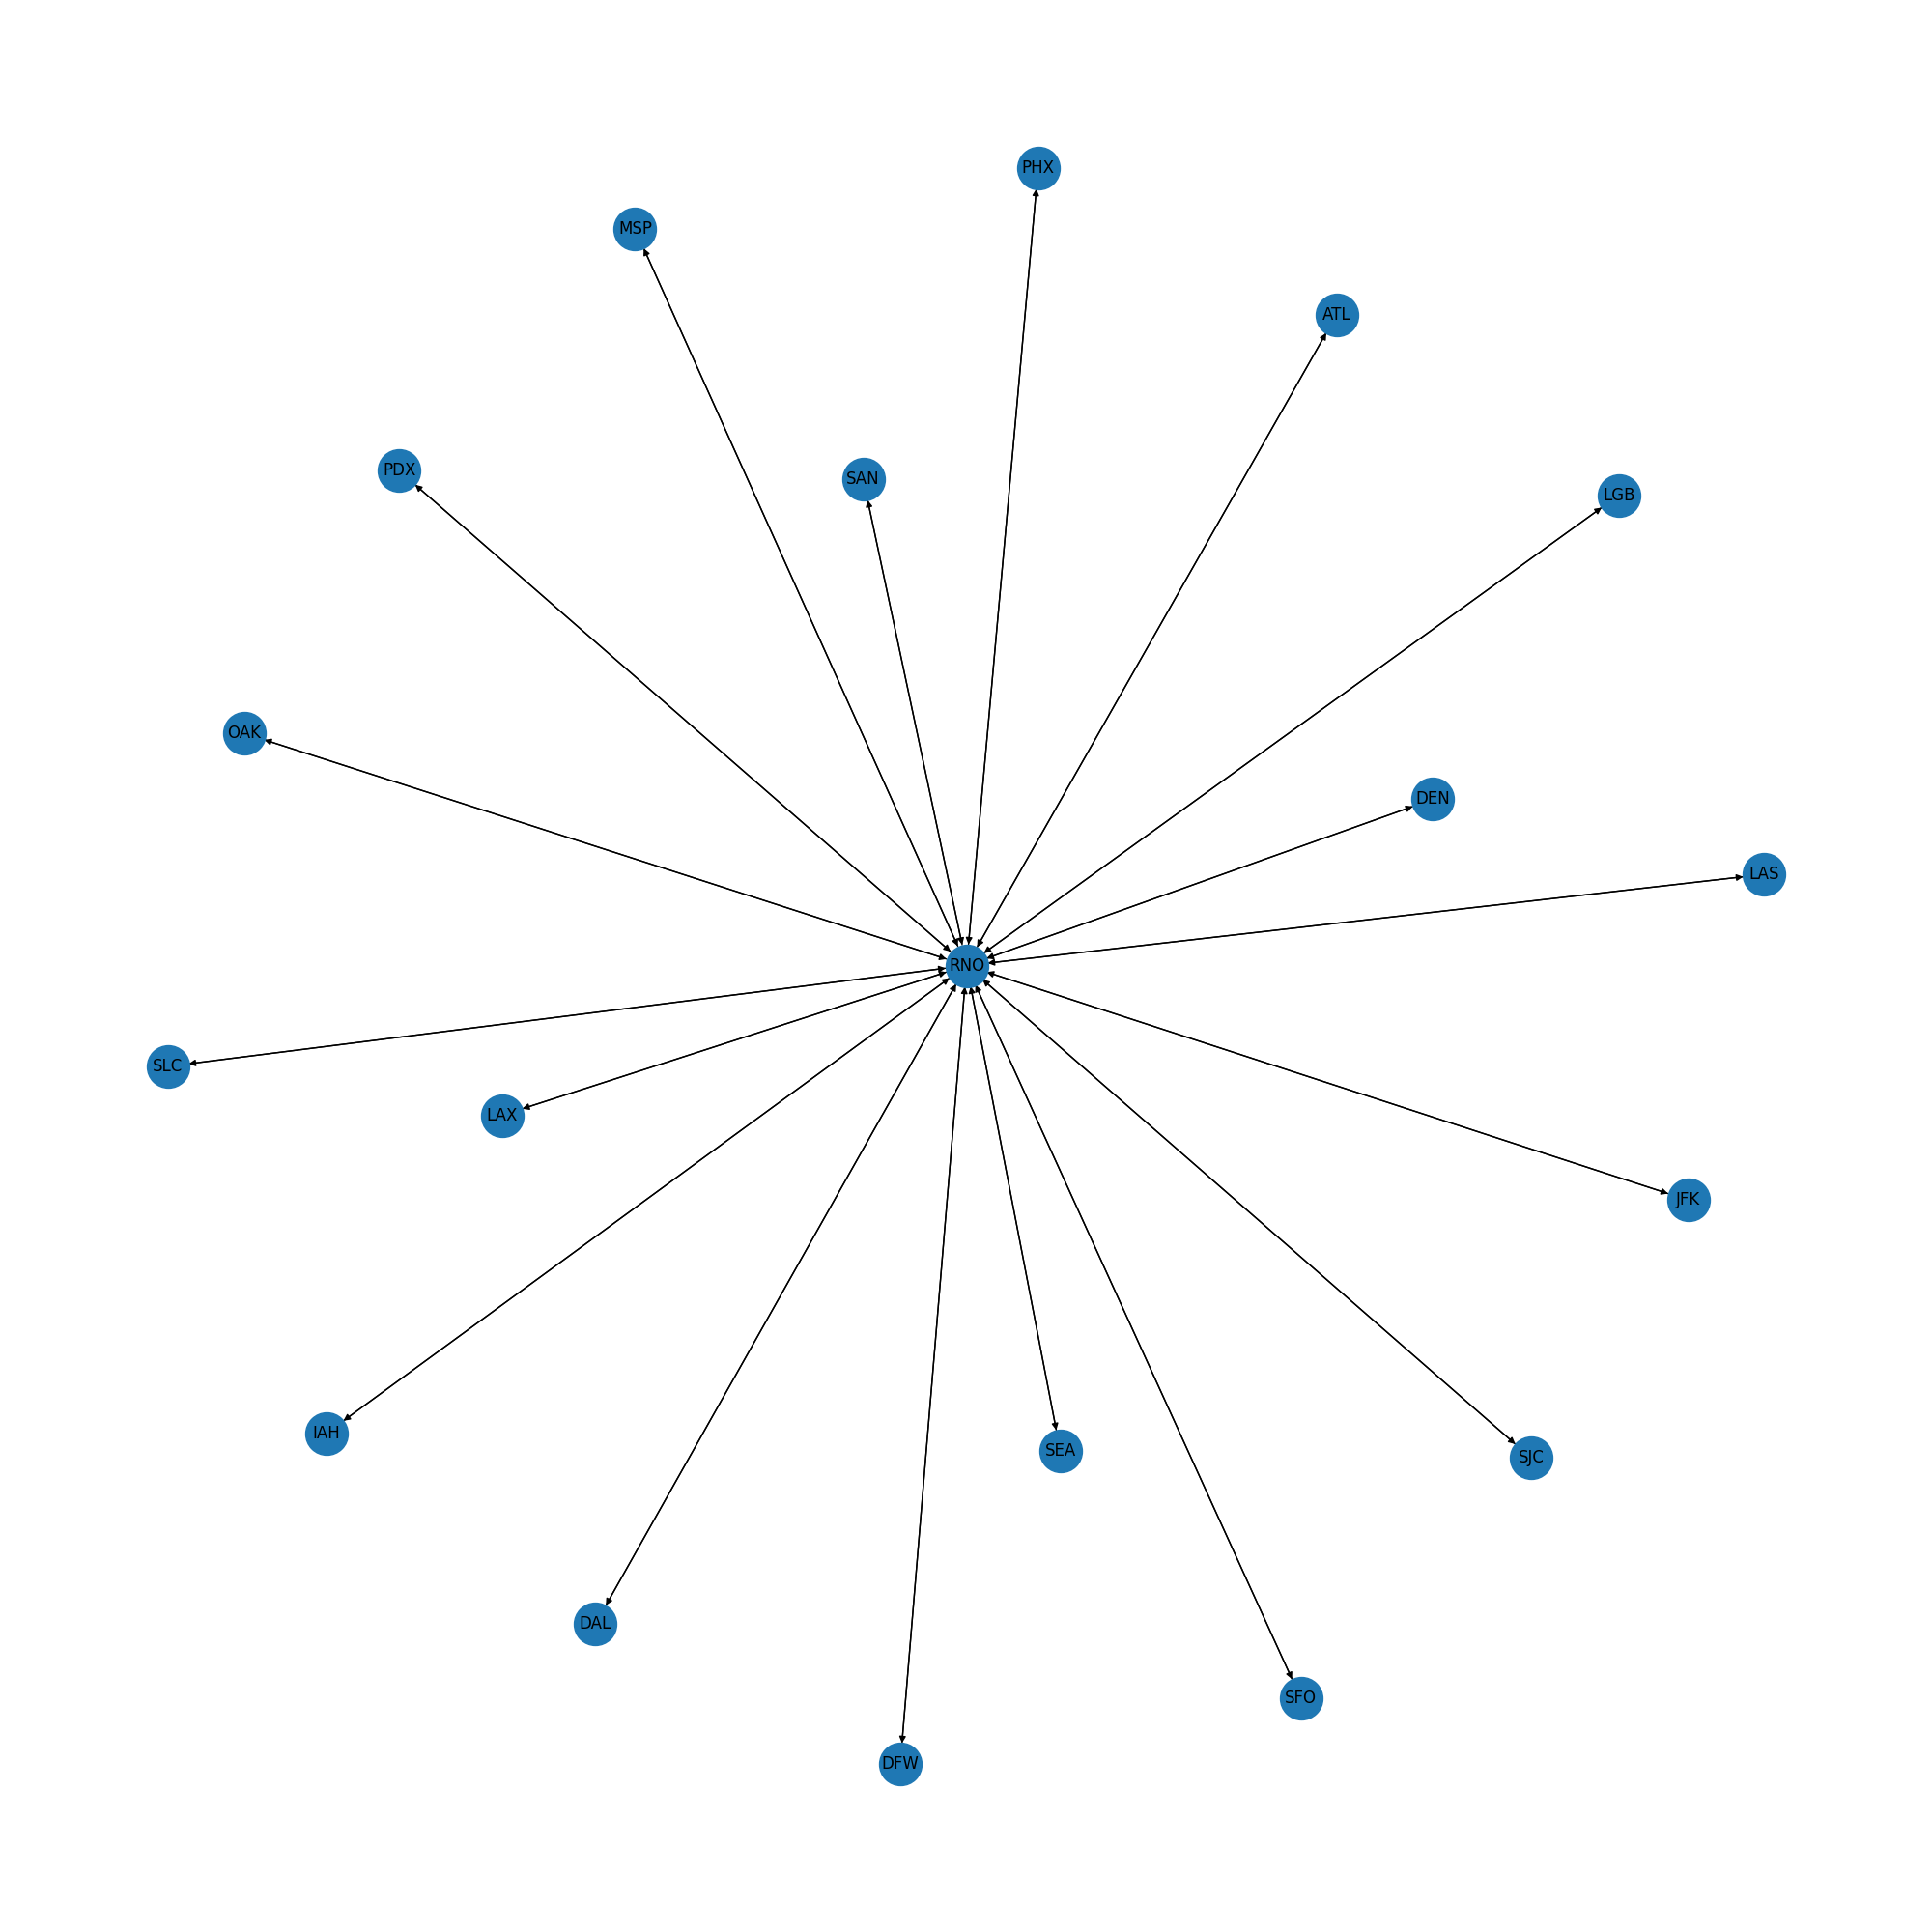 PHX
MSP
ATL
PDX
SAN
LGB
OAK
DEN
LAS
RNO
SLC
LAX
JFK
IAH
SEA
SJC
DAL
SFO
DFW